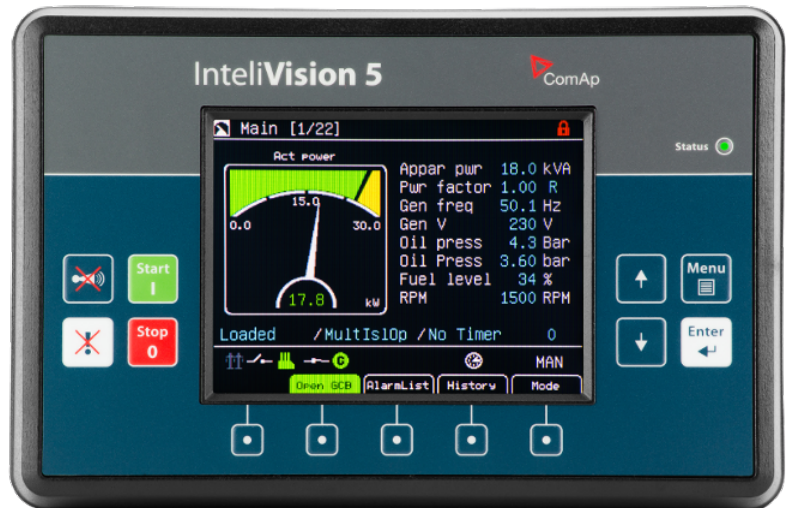 InteliVision 5
ComAp
Status
Main [1/22]
Act power
15.0
0.0
30.0
17.8
kW
Appar pwr 18.0 kVA
Pwr factor 1.00 R
Gen freq 50.1 Hz
Gen V 230 V
Oil press 4.3 Bar
Oil Press 3.60 bar
Fuel level 34 %
RPM 1500 RPM
Loaded /MultIslOp /No Timer 0
G
MAN
Open GCB AlarmList History Mode
Start
I
Stop
0
Menu
Enter